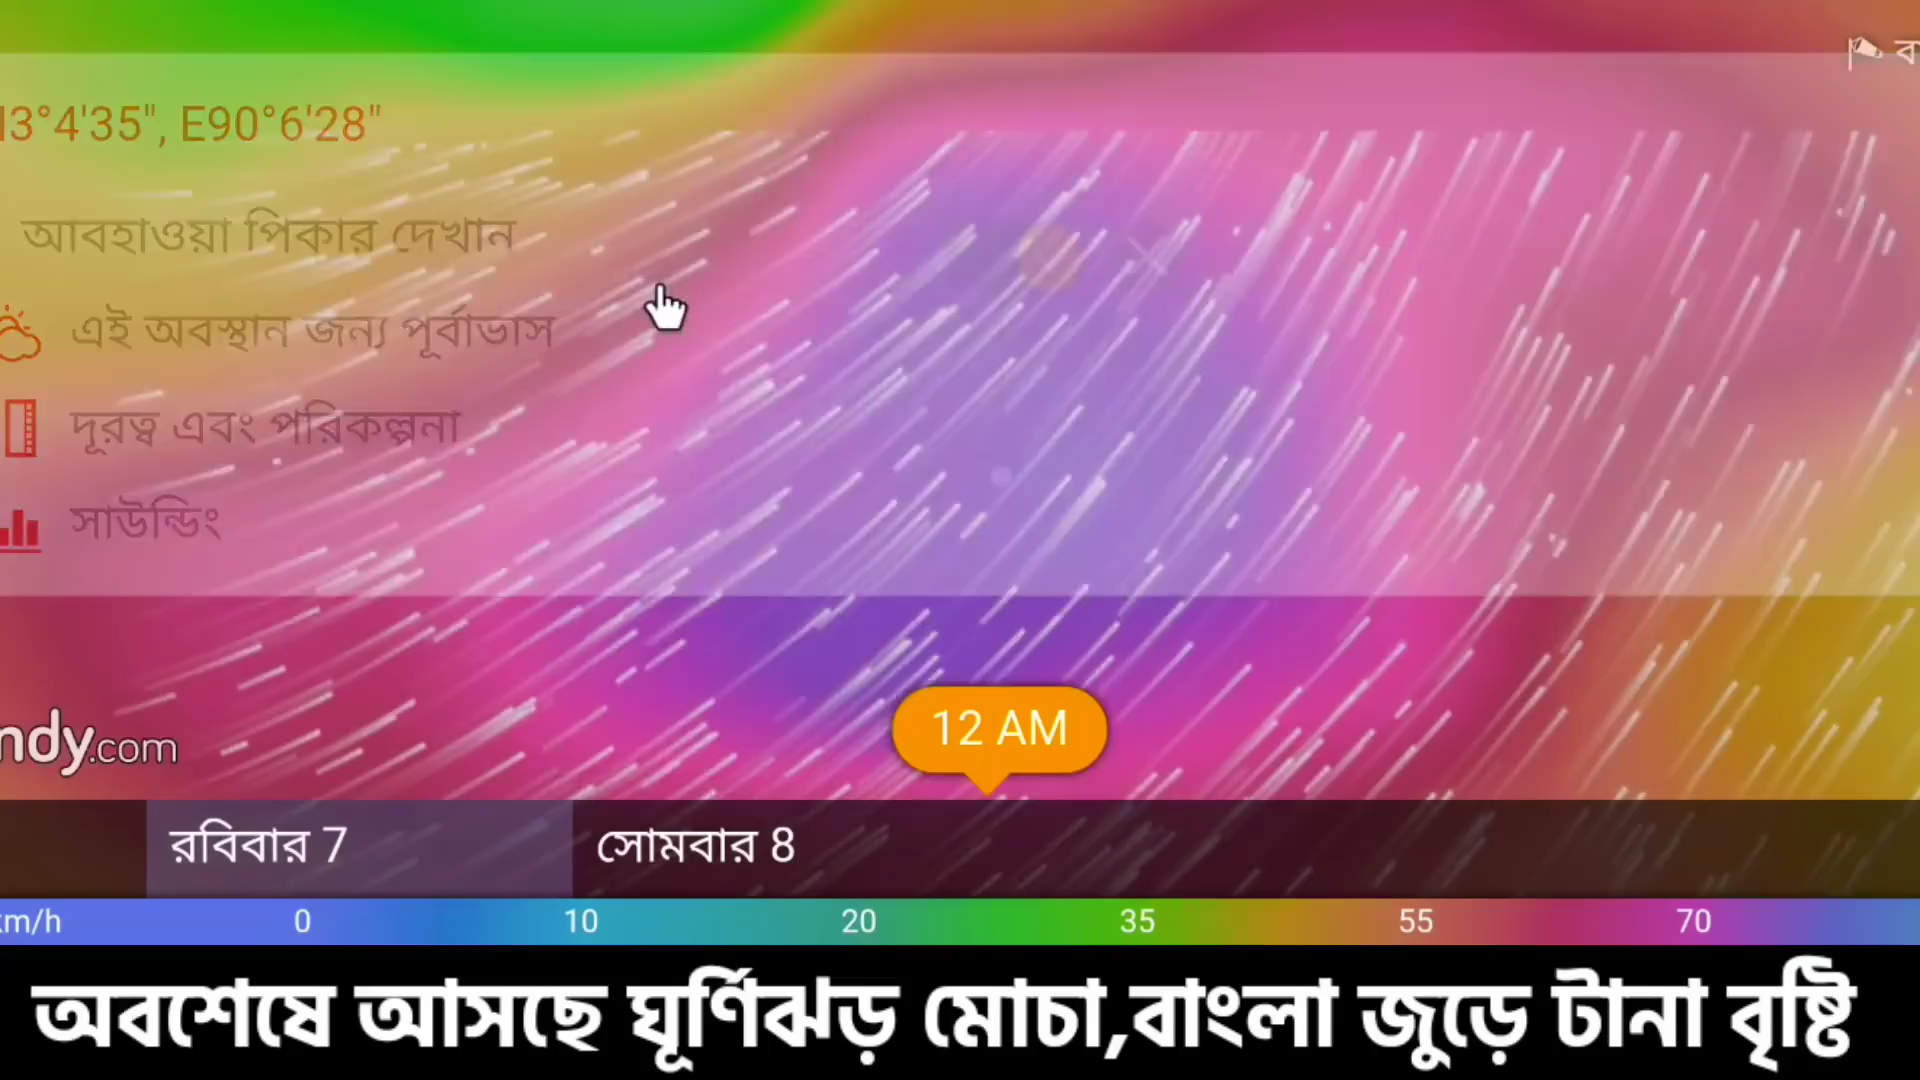 3°4'35", E90°6'28"
আবহাওয়া পিকার দেখান
এই অবস্থান জন্য পূর্বাভাস
দূরত্ব এবং পরিকল্পনা
সাউন্ডিং
ndy.com
12 AM
রবিবার 7 সোমবার 8
km/h 0 10 20 35 55 70
অবশেষে আসছে ঘূর্ণিঝড় মোচা,বাংলা জুড়ে টানা বৃষ্টি